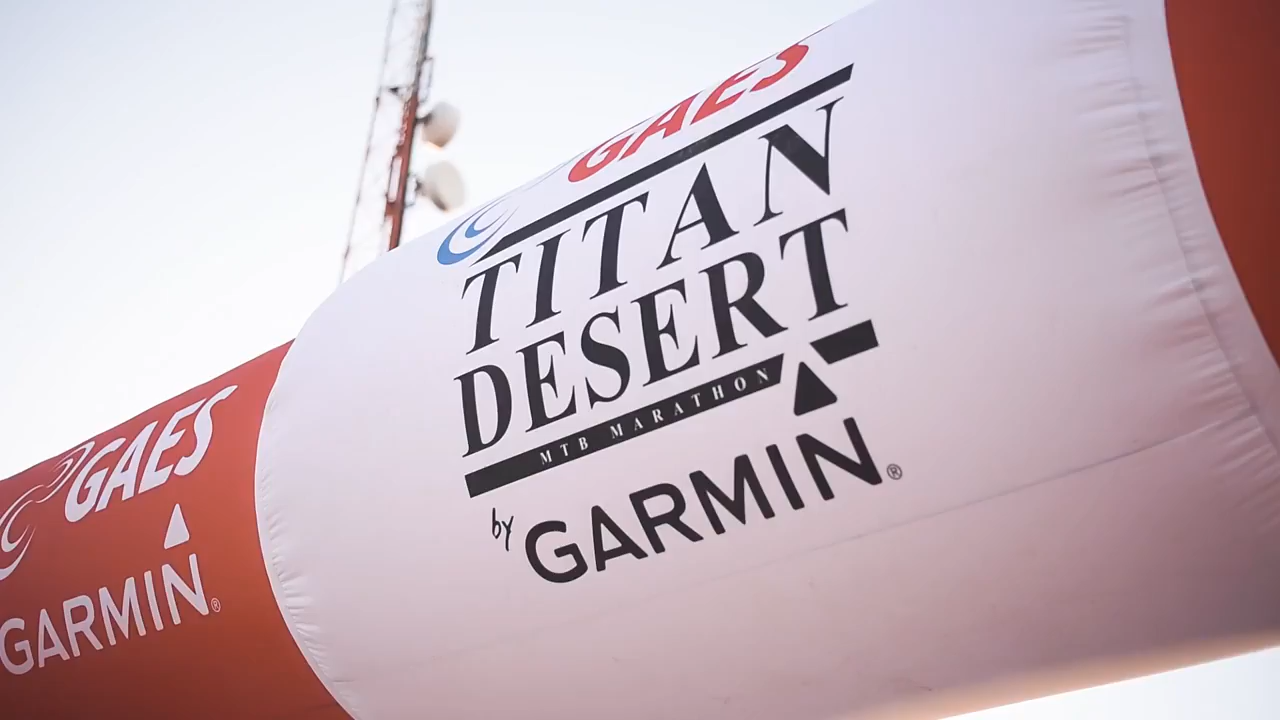 GAES
TITAN
DESERT
MTB MARATHON
by GARMIN®
GAES
GARMIN®